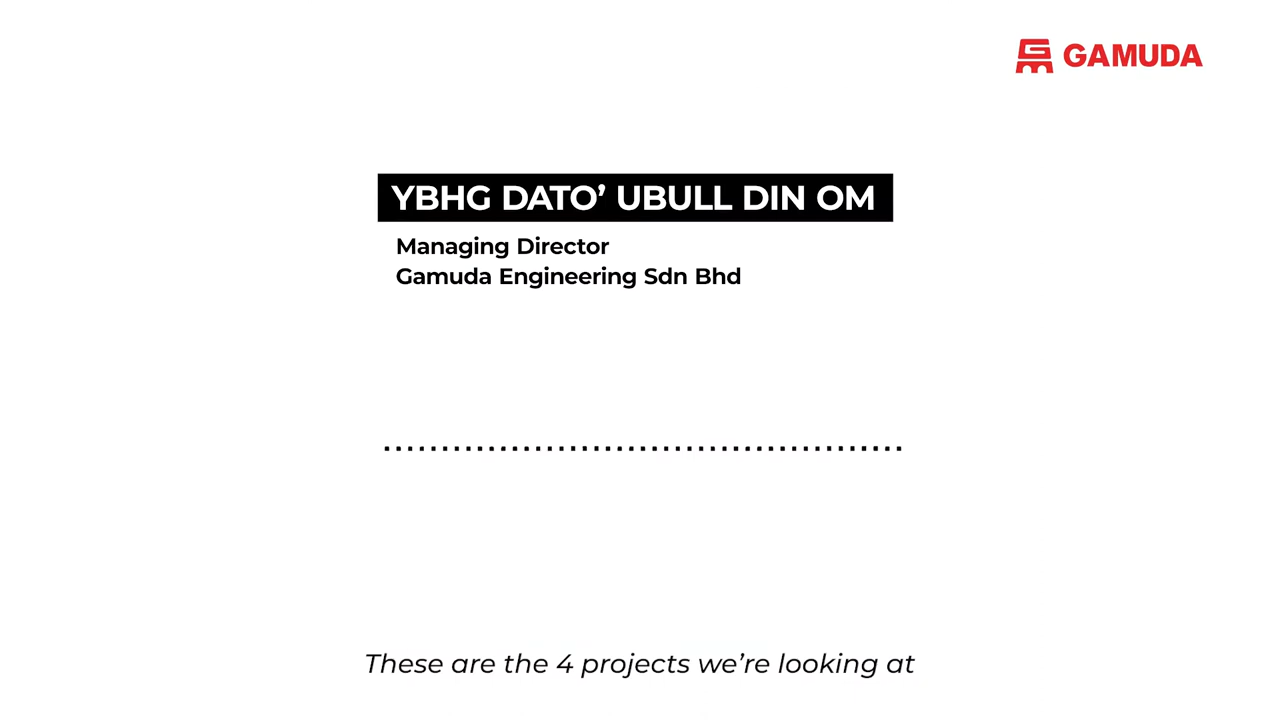 GAMUDA
YBHG DATO’ UBULL DIN OM
Managing Director
Gamuda Engineering Sdn Bhd
These are the 4 projects we’re looking at